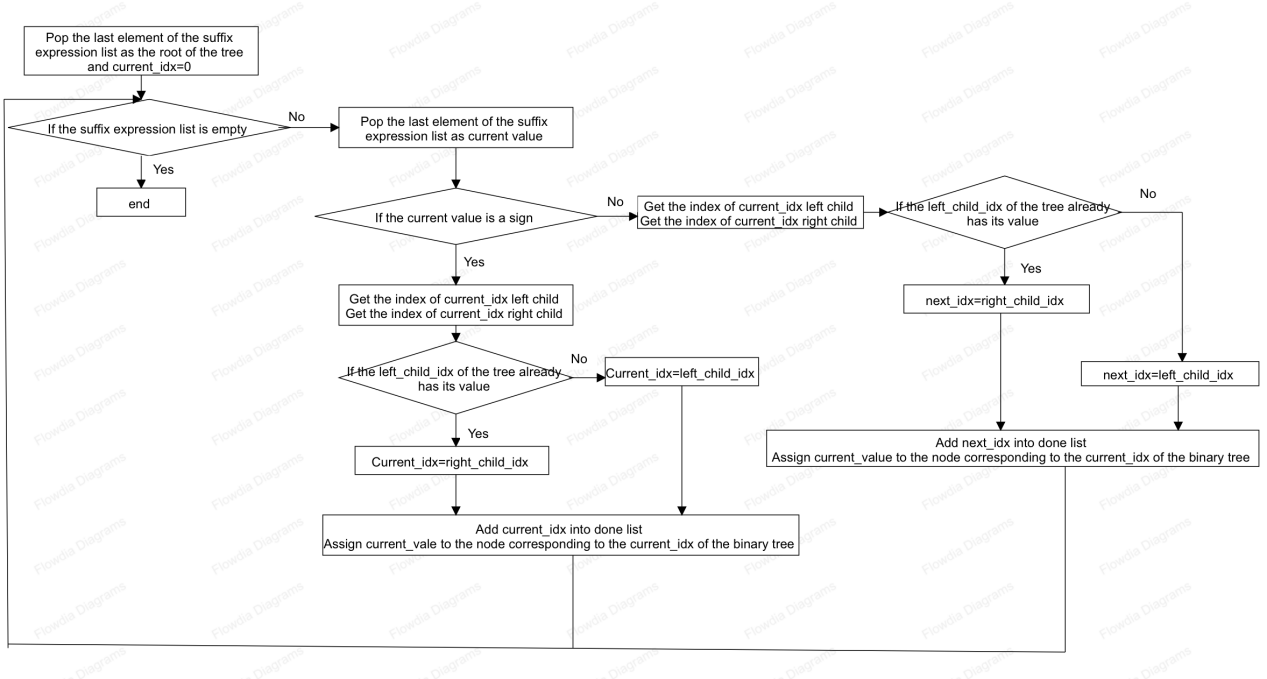 Pop the last element of the suffix
expression list as the root of the tree
and current_idx=0
If the suffix expression list is empty
No
Yes
end
Pop the last element of the suffix
expression list as current value
If the current value is a sign
No
Yes
Get the index of current_idx left child
Get the index of current_idx right child
If the left_child_idx of the tree already
has its value
No
Yes
next_idx=right_child_idx
next_idx=left_child_idx
Add next_idx into done list
Assign current_value to the node corresponding to the current_idx of the binary tree
Get the index of current_idx left child
Get the index of current_idx right child
If the left_child_idx of the tree already
has its value
No
Current_idx=left_child_idx
Yes
Current_idx=right_child_idx
Add current_idx into done list
Assign current_vale to the node corresponding to the current_idx of the binary tree
Flowdia Diagrams